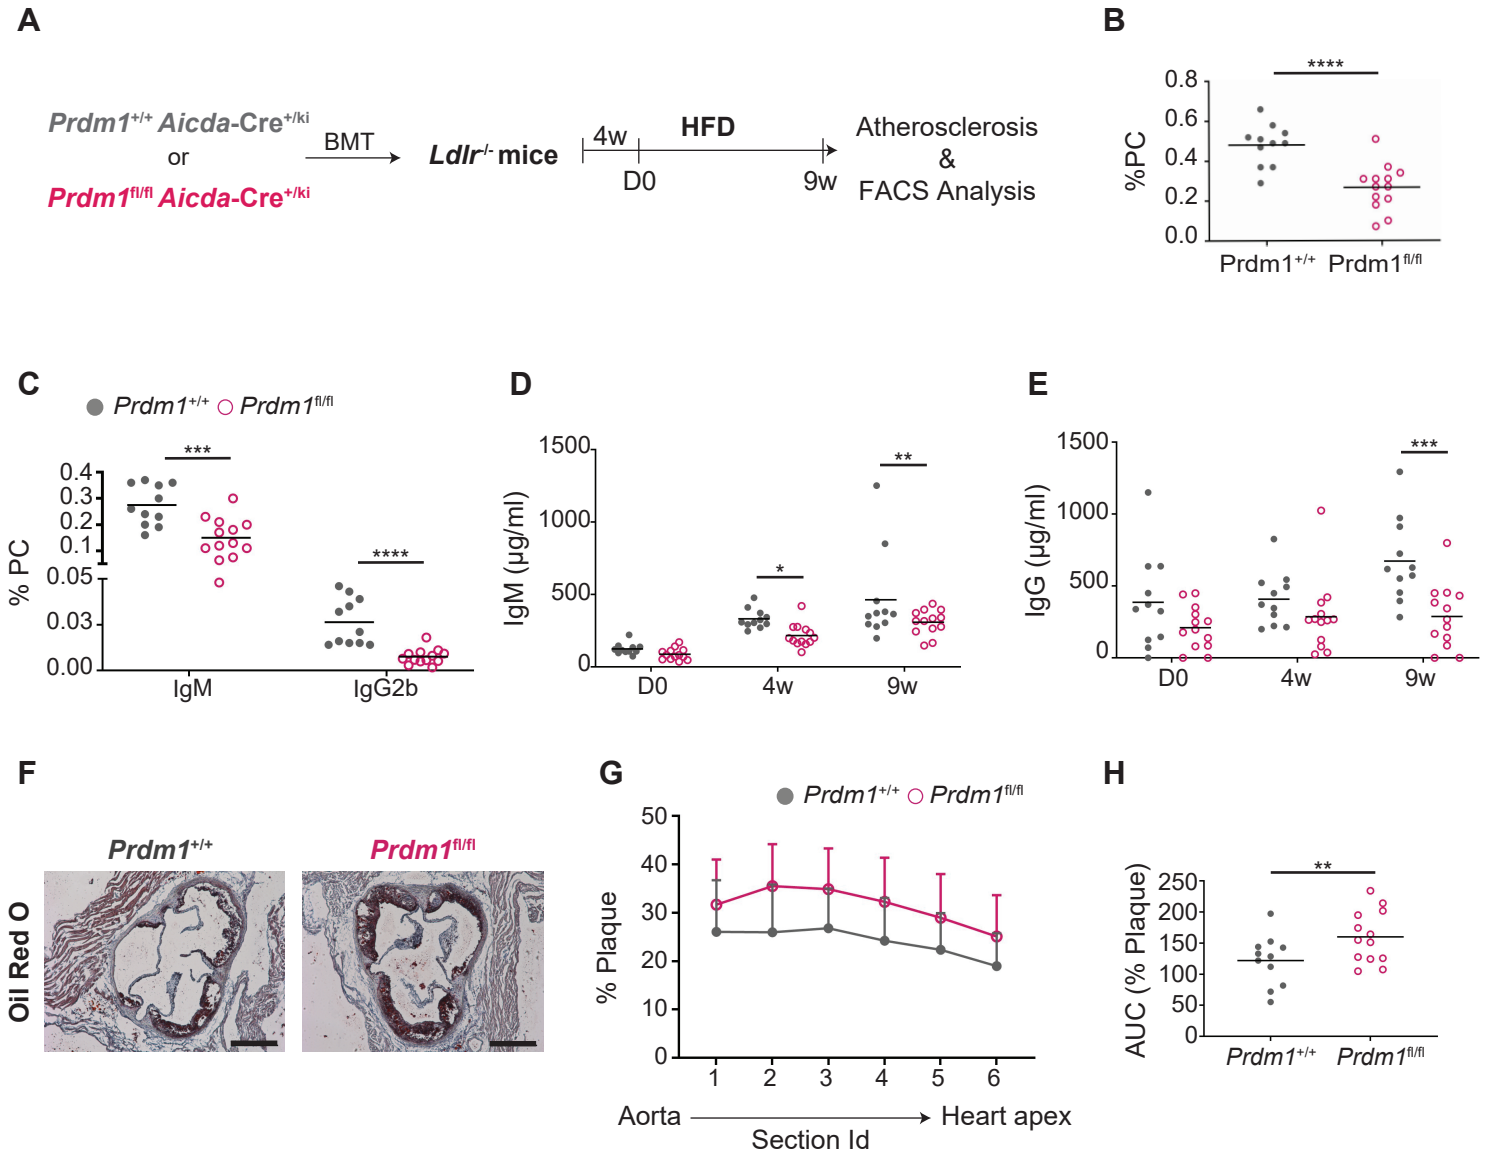 A
Prdm1+/+ Aicda-Cre+/ki
or
Prdm1fl/fl Aicda-Cre+/ki
BMT
Ldlr-/- mice
4w
HFD
D0
9w
Atherosclerosis
&
FACS Analysis
B
****
%PC
0.8
0.6
0.4
0.2
0.0
Prdm1+/+ Prdm1fl/fl
C
Prdm1+/+ Prdm1fl/fl
% PC
0.4
0.3
0.2
0.1
0.05
0.03
0.00
***
****
IgM IgG2b
D
IgM (µg/ml)
1500
1000
500
0
*
**
D0 4w 9w
E
IgG (µg/ml)
1500
1000
500
0
***
D0 4w 9w
F
Prdm1+/+ Prdm1fl/fl
Oil Red O
G
Prdm1+/+ Prdm1fl/fl
% Plaque
50
40
30
20
10
0
1 2 3 4 5 6
Aorta Heart apex
Section Id
H
**
AUC (% Plaque)
250
200
150
100
50
0
Prdm1+/+ Prdm1fl/fl